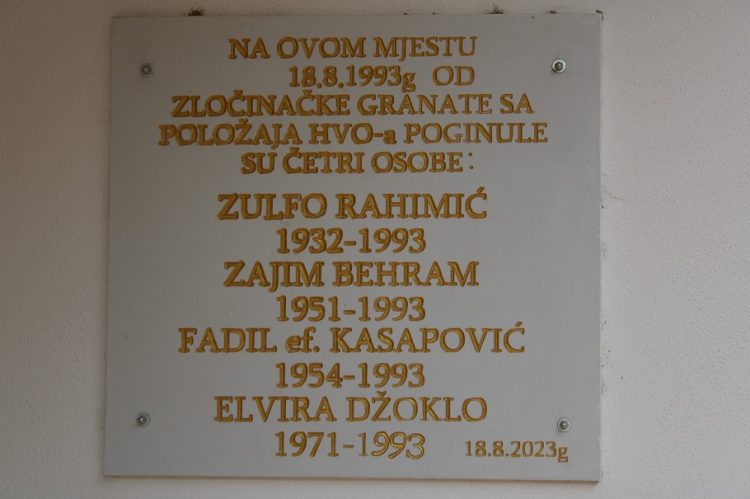 NA OVOM MJESTU
18.8.1993g OD
ZLOČINAČKE GRANATE SA
POLOŽAJA HVO-a POGINULE
SU ČETRI OSOBE:
ZULFO RAHIMIĆ
1932-1993
ZAJIM BEHRAM
1951-1993
FADIL ef. KASAPOVIĆ
1954-1993
ELVIRA DŽOKLO
1971-1993
18.8.2023g